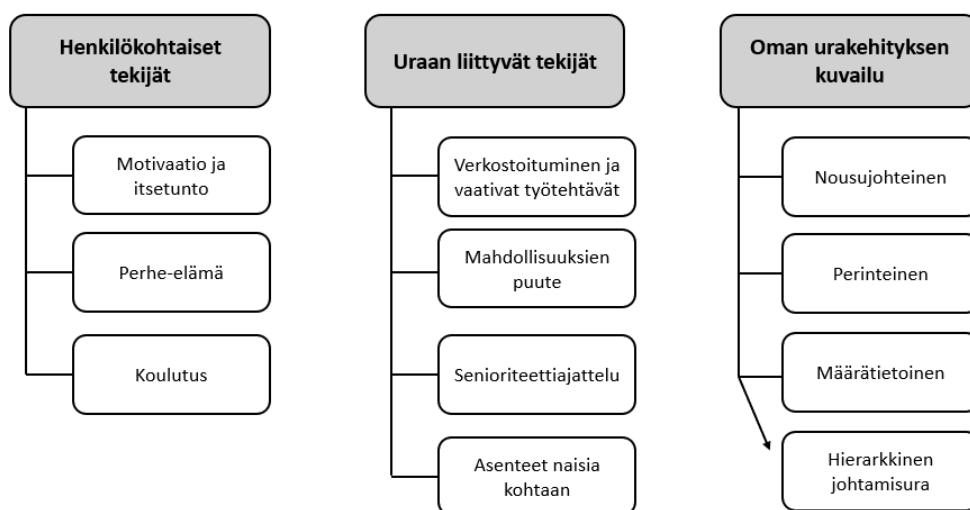 Henkilökohtaiset
tekijät
Motivaatio ja
itsetunto
Perhe-elämä
Koulutus
Uraan liittyvät tekijät
Verkostoituminen ja
vaativat työtehtävät
Mahdollisuuksien
puute
Senioriteettiajattelu
Asenteet naisia
kohtaan
Oman urakehityksen
kuvailu
Nousujohteinen
Perinteinen
Määrätietoinen
Hierarkkinen
johtamisura